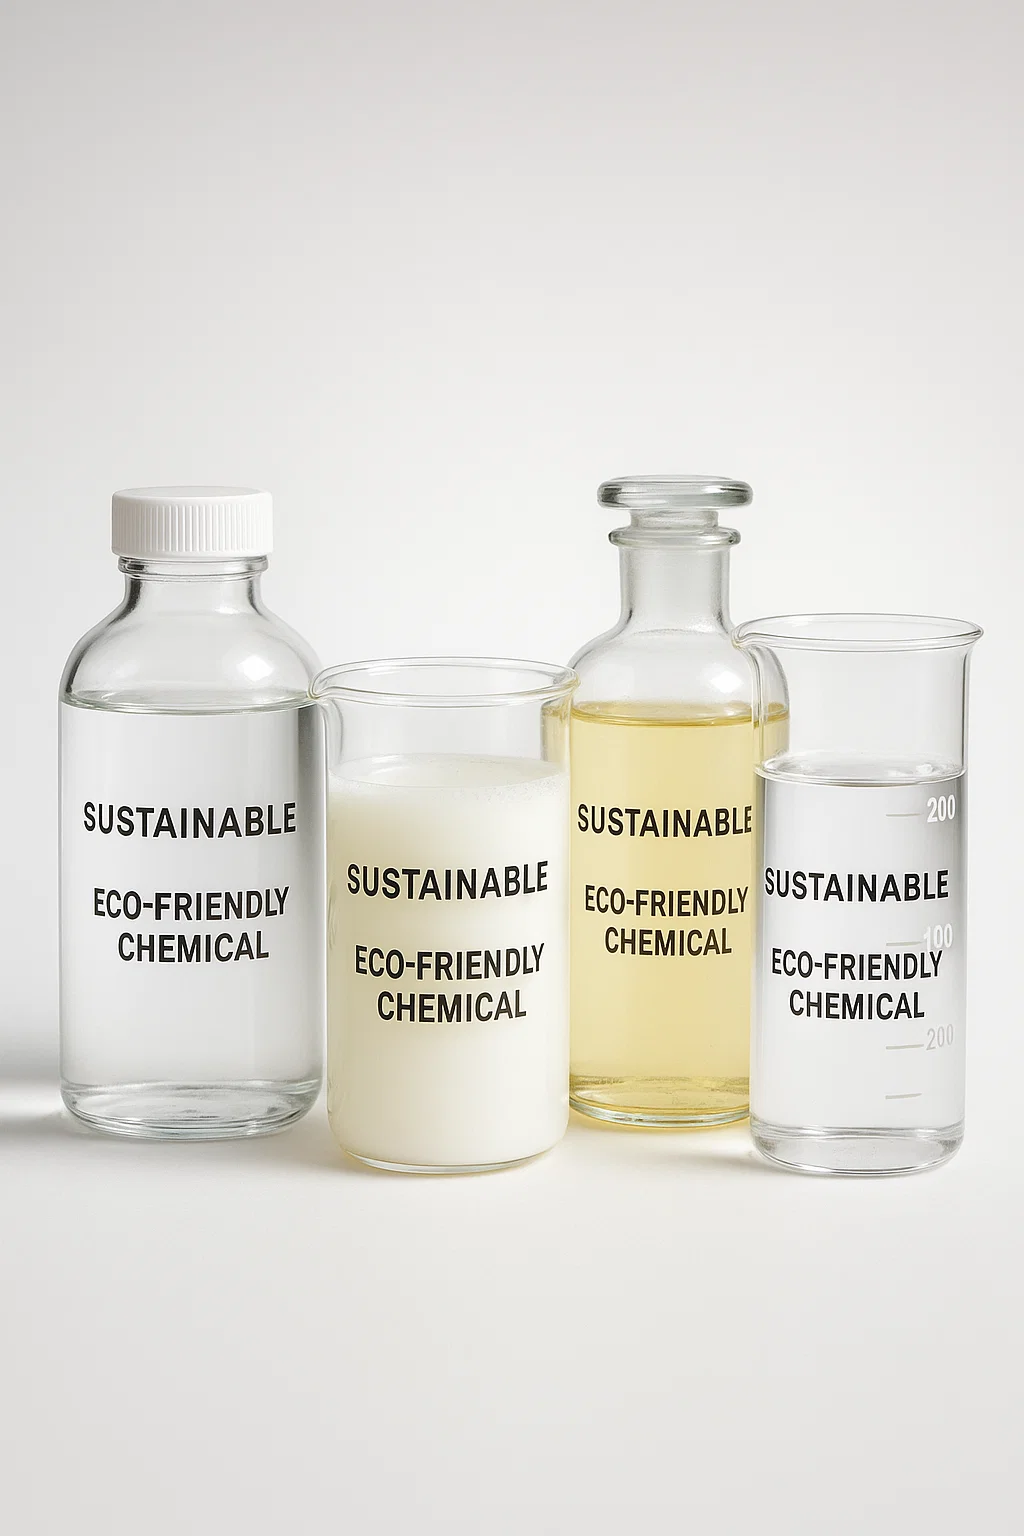 SUSTAINABLE
ECO-FRIENDLY
CHEMICAL
SUSTAINABLE
ECO-FRIENDLY
CHEMICAL
SUSTAINABLE
ECO-FRIENDLY
CHEMICAL
200
SUSTAINABLE
100
ECO-FRIENDLY
CHEMICAL
200